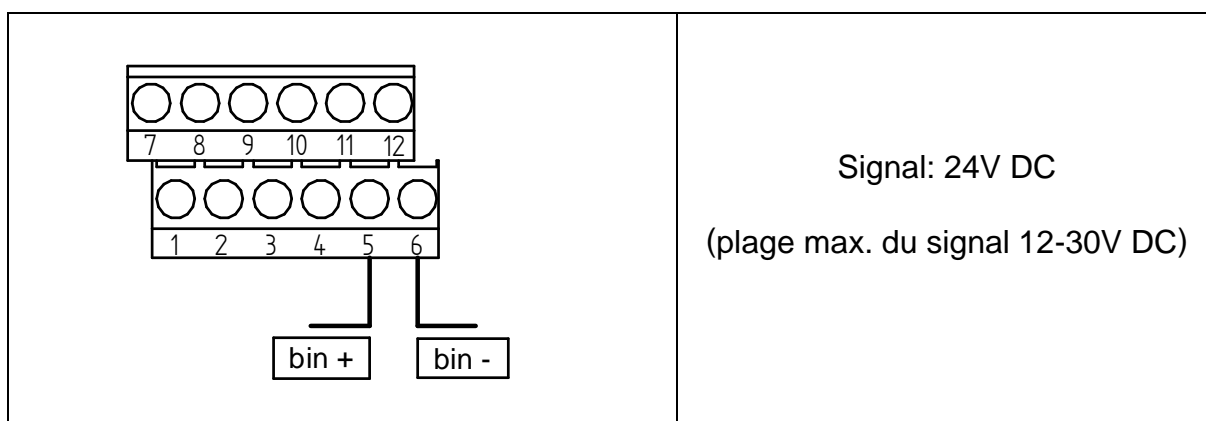 7 8 9 10 11 12
1 2 3 4 5 6
bin + bin -
Signal: 24V DC
(plage max. du signal 12-30V DC)